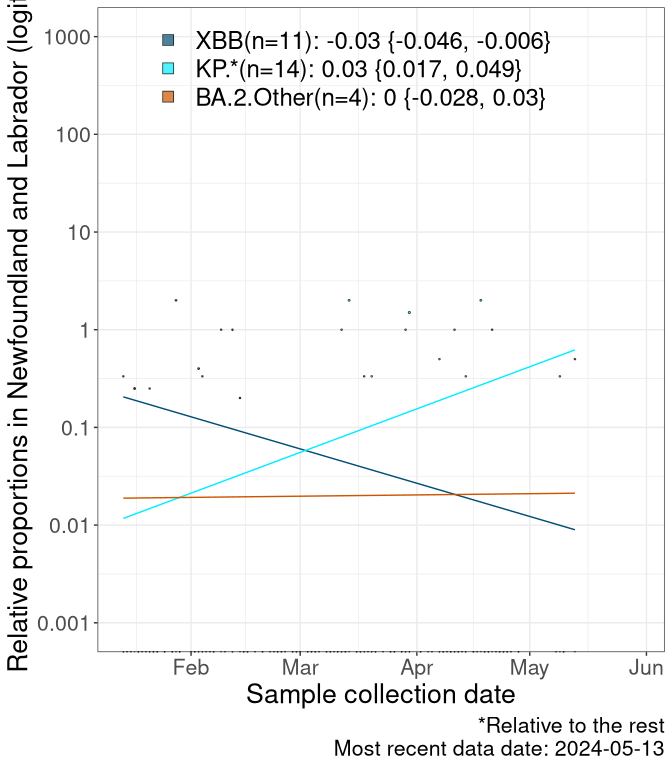 Relative proportions in Newfoundland and Labrador
XBB(n=11): -0.03 {-0.046, -0.006}
KP.*(n=14): 0.03 {0.017, 0.049}
BA.2.Other(n=4): 0 {-0.028, 0.03}
1000
100
10
1
0.1
0.01
0.001
Feb Mar Apr May Jun
Sample collection date
*Relative to the rest
Most recent data date: 2024-05-13